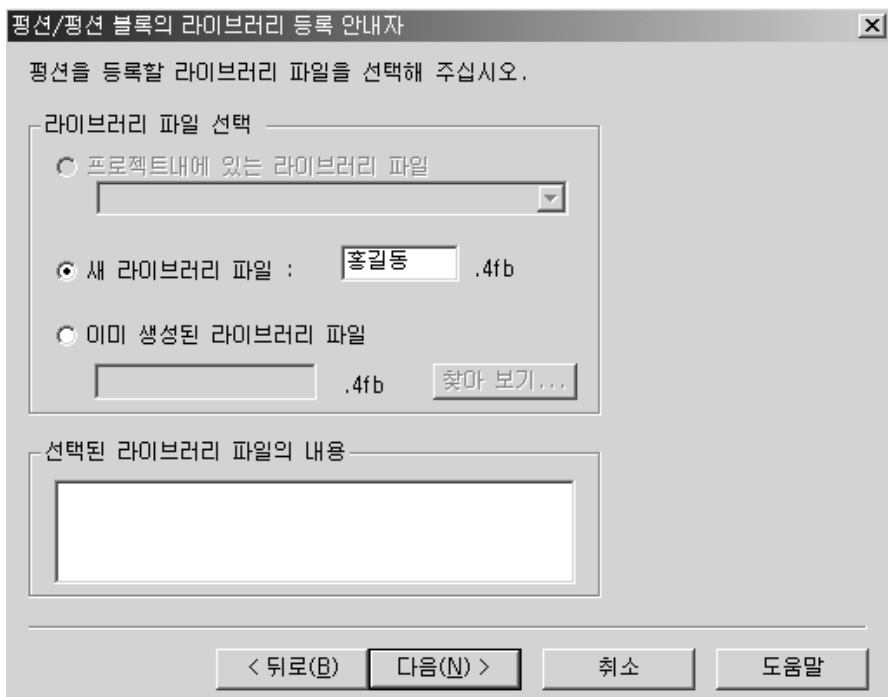 평션/평션 블록의 라이브러리 등록 안내자
평션을 등록할 라이브러리 파일을 선택해 주십시오.
라이브러리 파일 선택
프로젝트내에 있는 라이브러리 파일
새 라이브러리 파일 : 홍길동 .4fb
이미 생성된 라이브러리 파일
.4fb 찾아 보기...
선택된 라이브러리 파일의 내용
< 뒤로(B) 다음(N) > 취소 도움말